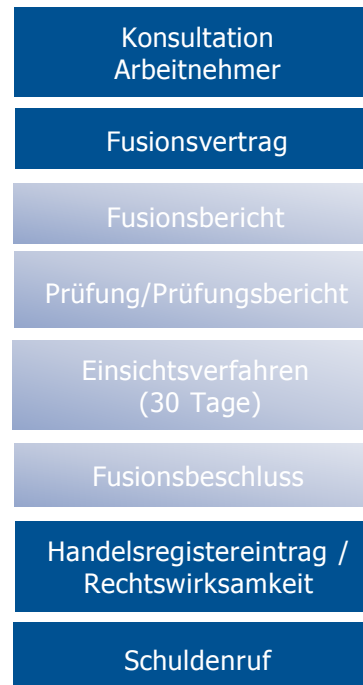 Konsultation
Arbeitnehmer
Fusionsvertrag
Fusionsbericht
Prüfung/Prüfungsbericht
Einsichtsverfahren
(30 Tage)
Fusionsbeschluss
Handelsregistereintrag /
Rechtswirksamkeit
Schuldenruf